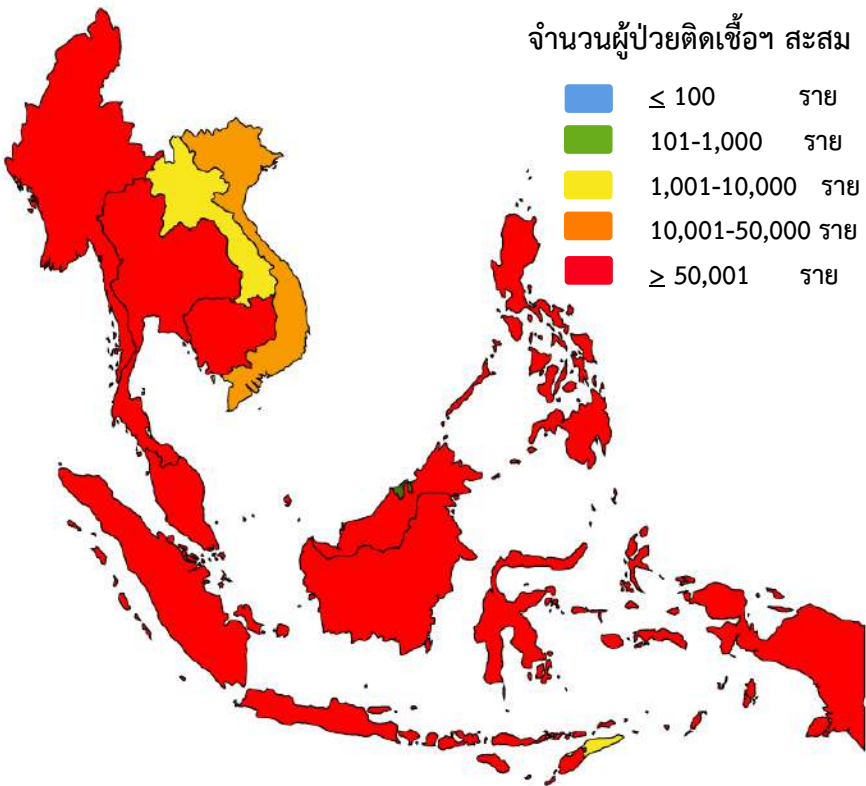 จำนวนผู้ป่วยติดเชื้อฯ สะสม
≤ 100 ราย
101-1,000 ราย
1,001-10,000 ราย
10,001-50,000 ราย
≥ 50,001 ราย